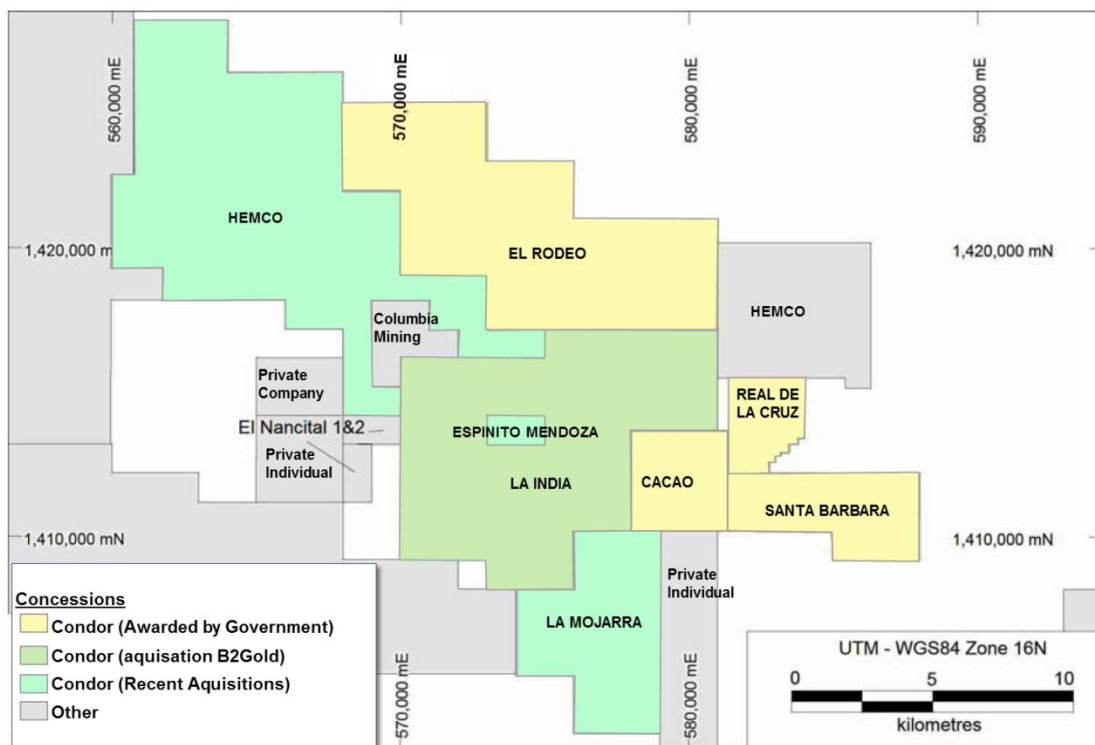 560,000 mE
570,000 mE
580,000 mE
590,000 mE
HEMCO
1,420,000 mN
EL RODEO
1,420,000 mN
HEMCO
Columbia
Mining
Private
Company
REAL DE
LA CRUZ
El Nancital 1&2
ESPINITO MENDOZA
Private
Individual
LA INDIA
CACAO
SANTA BARBARA
1,410,000 mN
1,410,000 mN
Private
Individual
LA MOJARRA
Concessions
Condor (Awarded by Government)
Condor (aquisation B2Gold)
Condor (Recent Aquisitions)
Other
570,000 mE
580,000 mE
UTM - WGS84 Zone 16N
0 5 10
kilometres